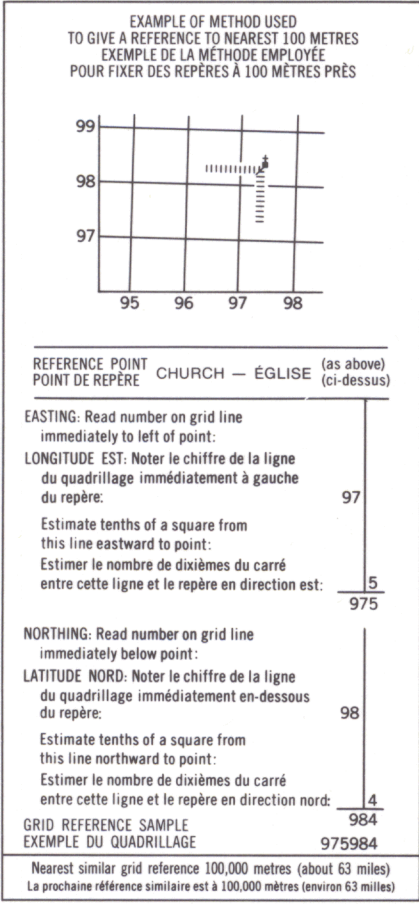 EXAMPLE OF METHOD USED
TO GIVE A REFERENCE TO NEAREST 100 METRES
EXEMPLE DE LA MÉTHODE EMPLOYÉE
POUR FIXER DES REPÈRES À 100 MÈTRES PRÈS
99
98
97
95 96 97 98
REFERENCE POINT
POINT DE REPÈRE
CHURCH — ÉGLISE
(as above)
(ci-dessus)
EASTING: Read number on grid line
immediately to left of point:
LONGITUDE EST: Noter le chiffre de la ligne
du quadrillage immédiatement à gauche
du repère: 97
Estimate tenths of a square from
this line eastward to point:
Estimer le nombre de dixièmes du carré
entre cette ligne et le repère en direction est: 5
975
NORTHING: Read number on grid line
immediately below point:
LATITUDE NORD: Noter le chiffre de la ligne
du quadrillage immédiatement en-dessous
du repère: 98
Estimate tenths of a square from
this line northward to point:
Estimer le nombre de dixièmes du carré
entre cette ligne et le repère en direction nord: 4
GRID REFERENCE SAMPLE 984
EXEMPLE DU QUADRILLAGE 975984
Nearest similar grid reference 100,000 metres (about 63 miles)
La prochaine référence similaire est à 100,000 mètres (environ 63 milles)